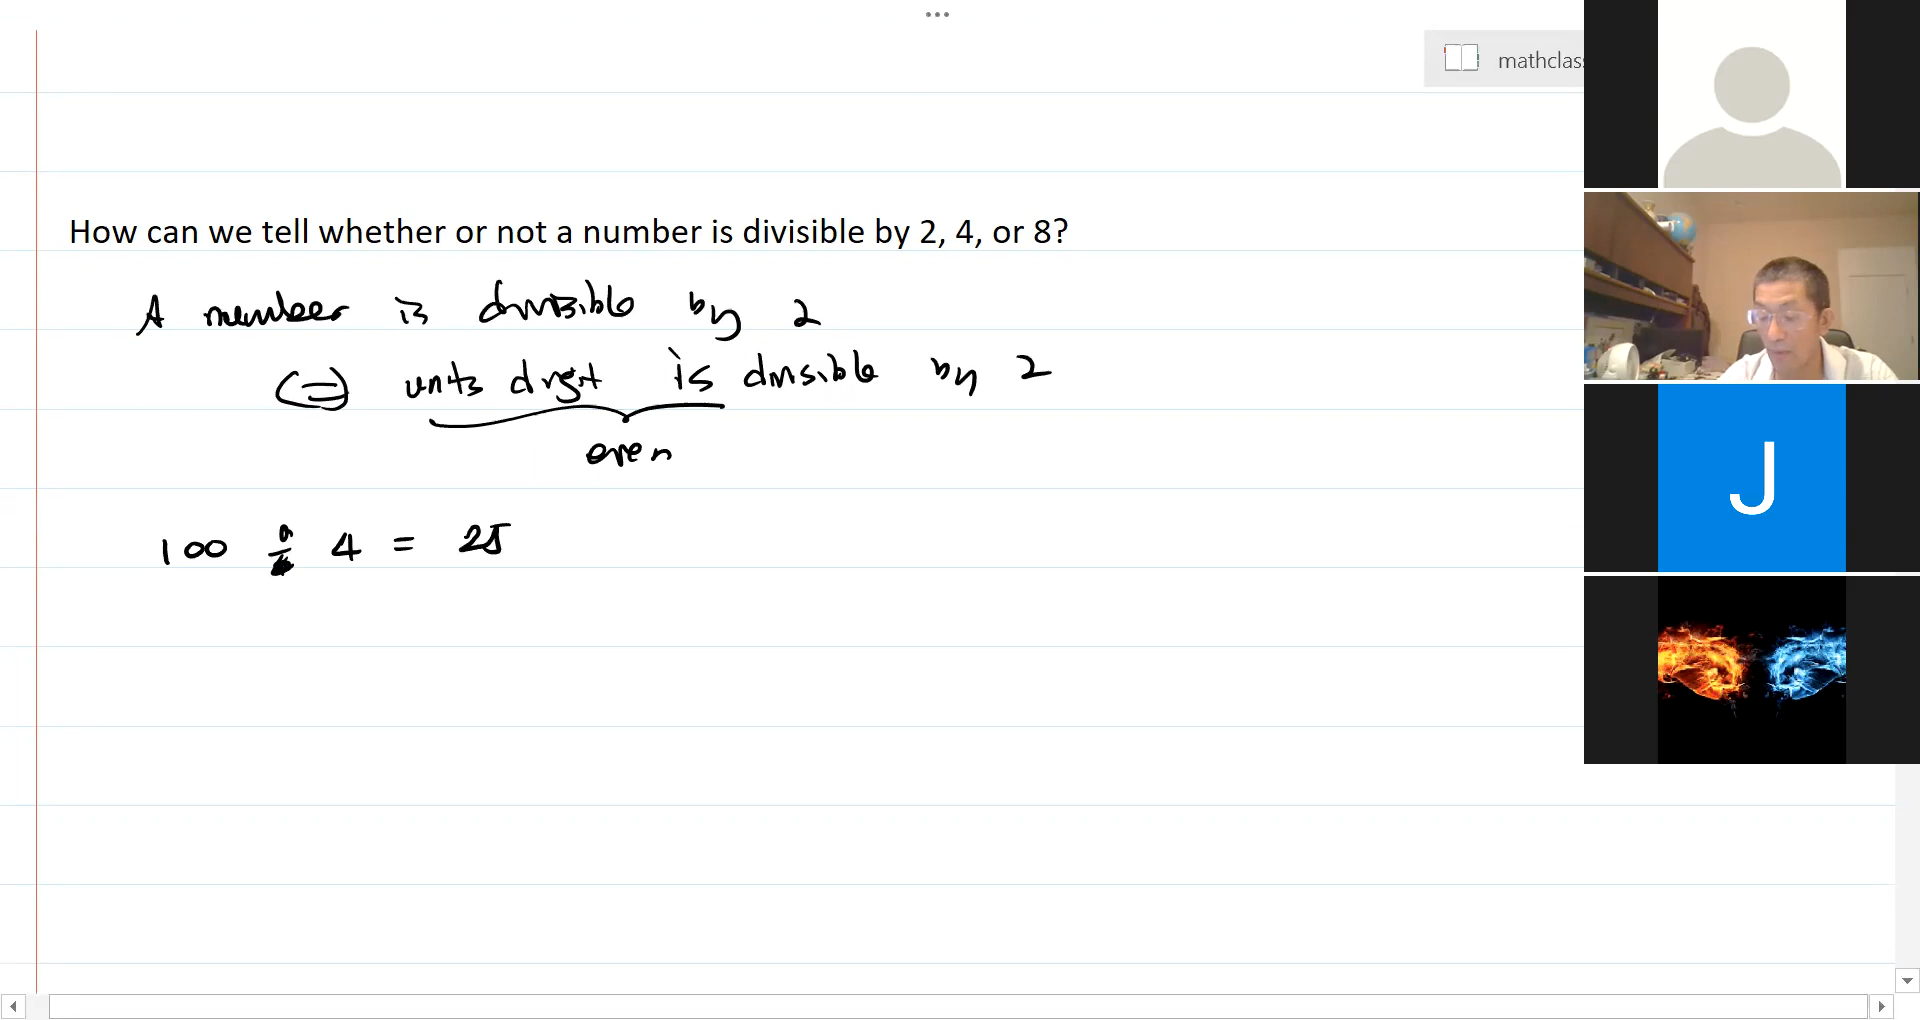 mathclas
How can we tell whether or not a number is divisible by 2, 4, or 8?
A number is divisible by 2
⇔ units digit is divisible by 2
even
100 ÷ 4 = 25
J